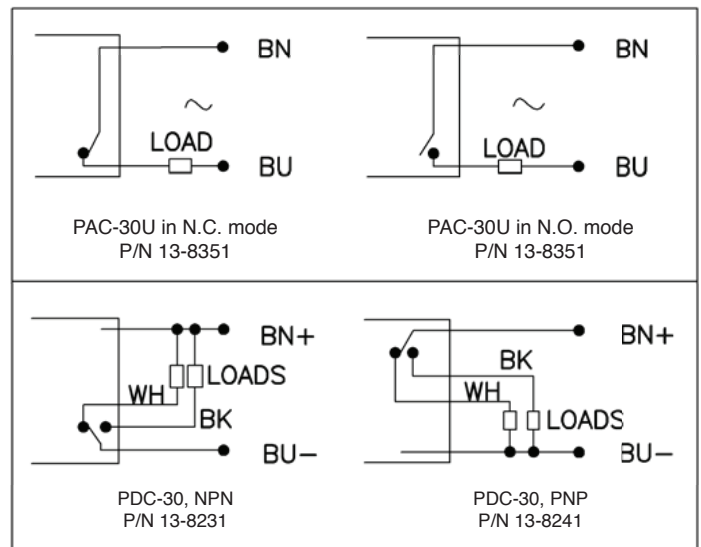 BN
LOAD
BU
PAC-30U in N.C. mode
P/N 13-8351
BN
LOAD
BU
PAC-30U in N.O. mode
P/N 13-8351
BN+
LOADS
WH
BK
BU−
PDC-30, NPN
P/N 13-8231
BN+
BK
WH
LOADS
BU−
PDC-30, PNP
P/N 13-8241